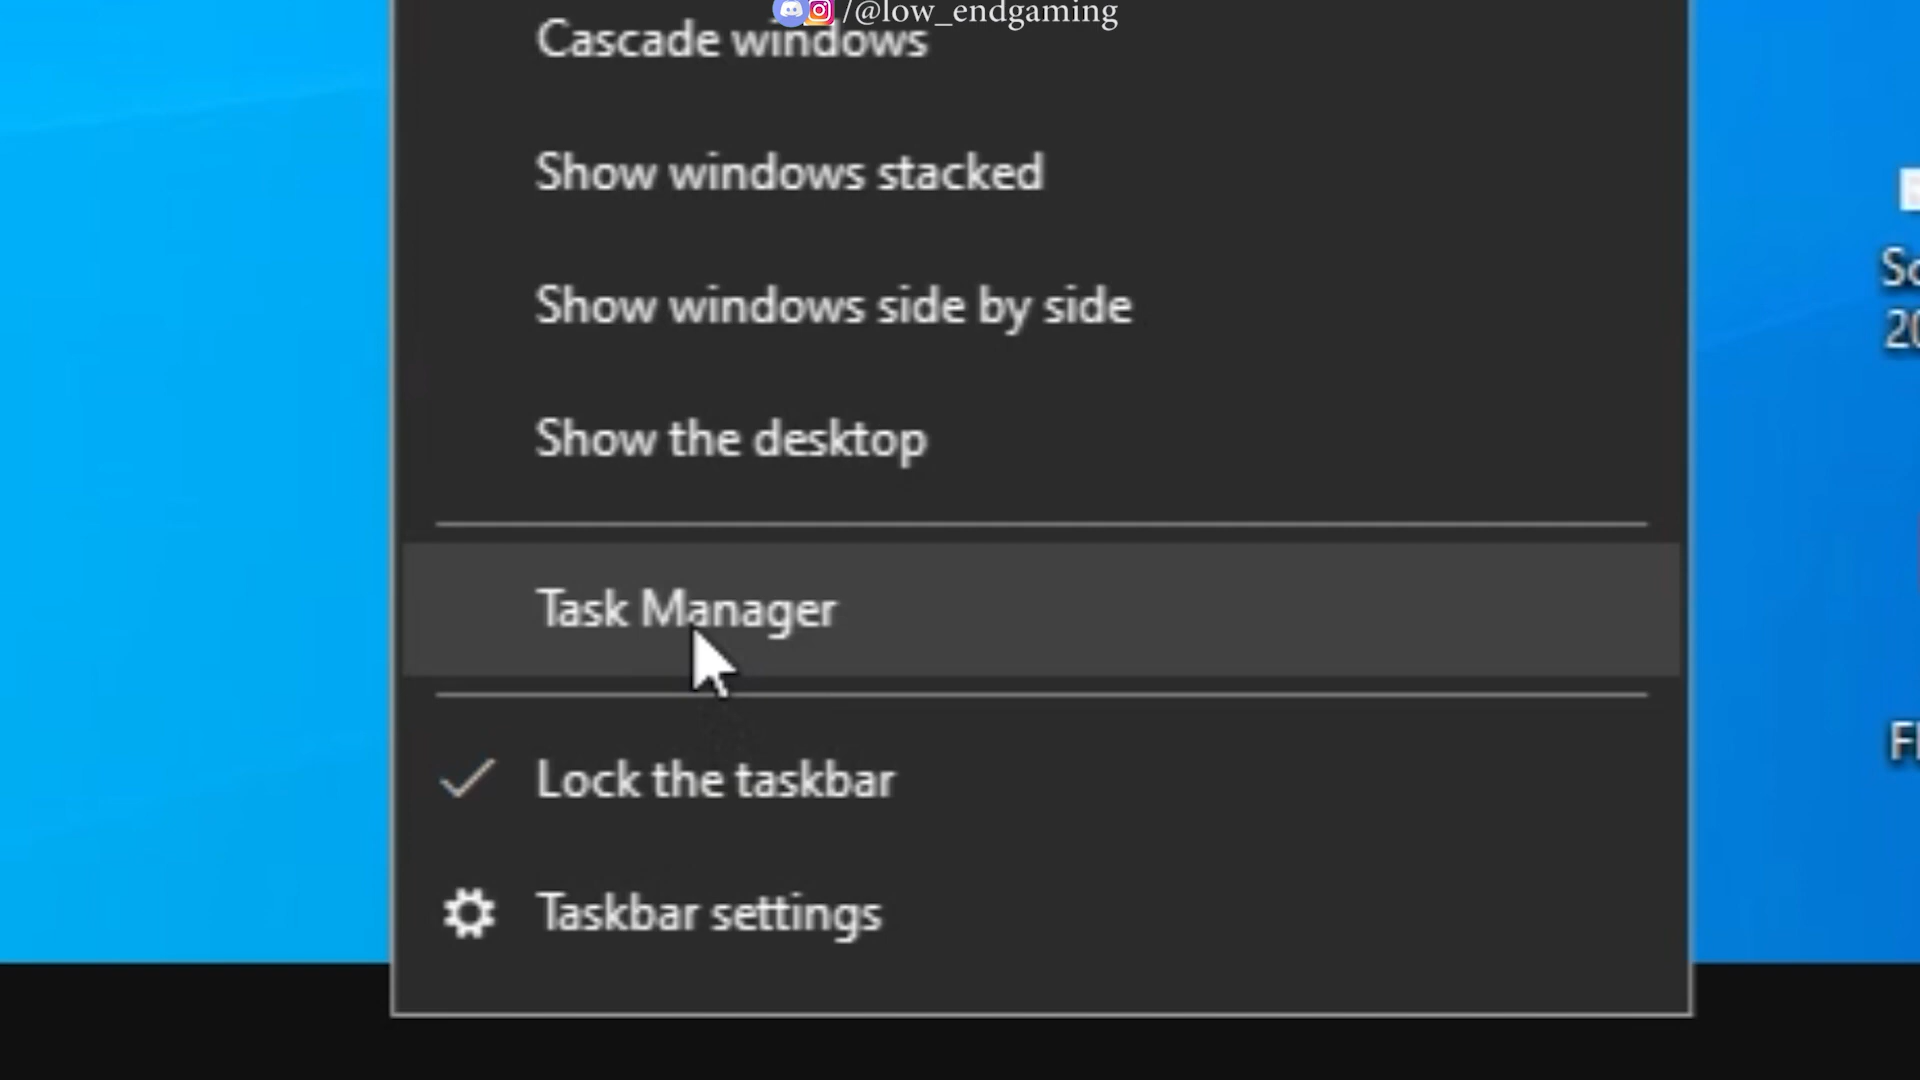 /@low_endgaming
Cascade windows
Show windows stacked
Show windows side by side
Show the desktop
Task Manager
Lock the taskbar
Taskbar settings